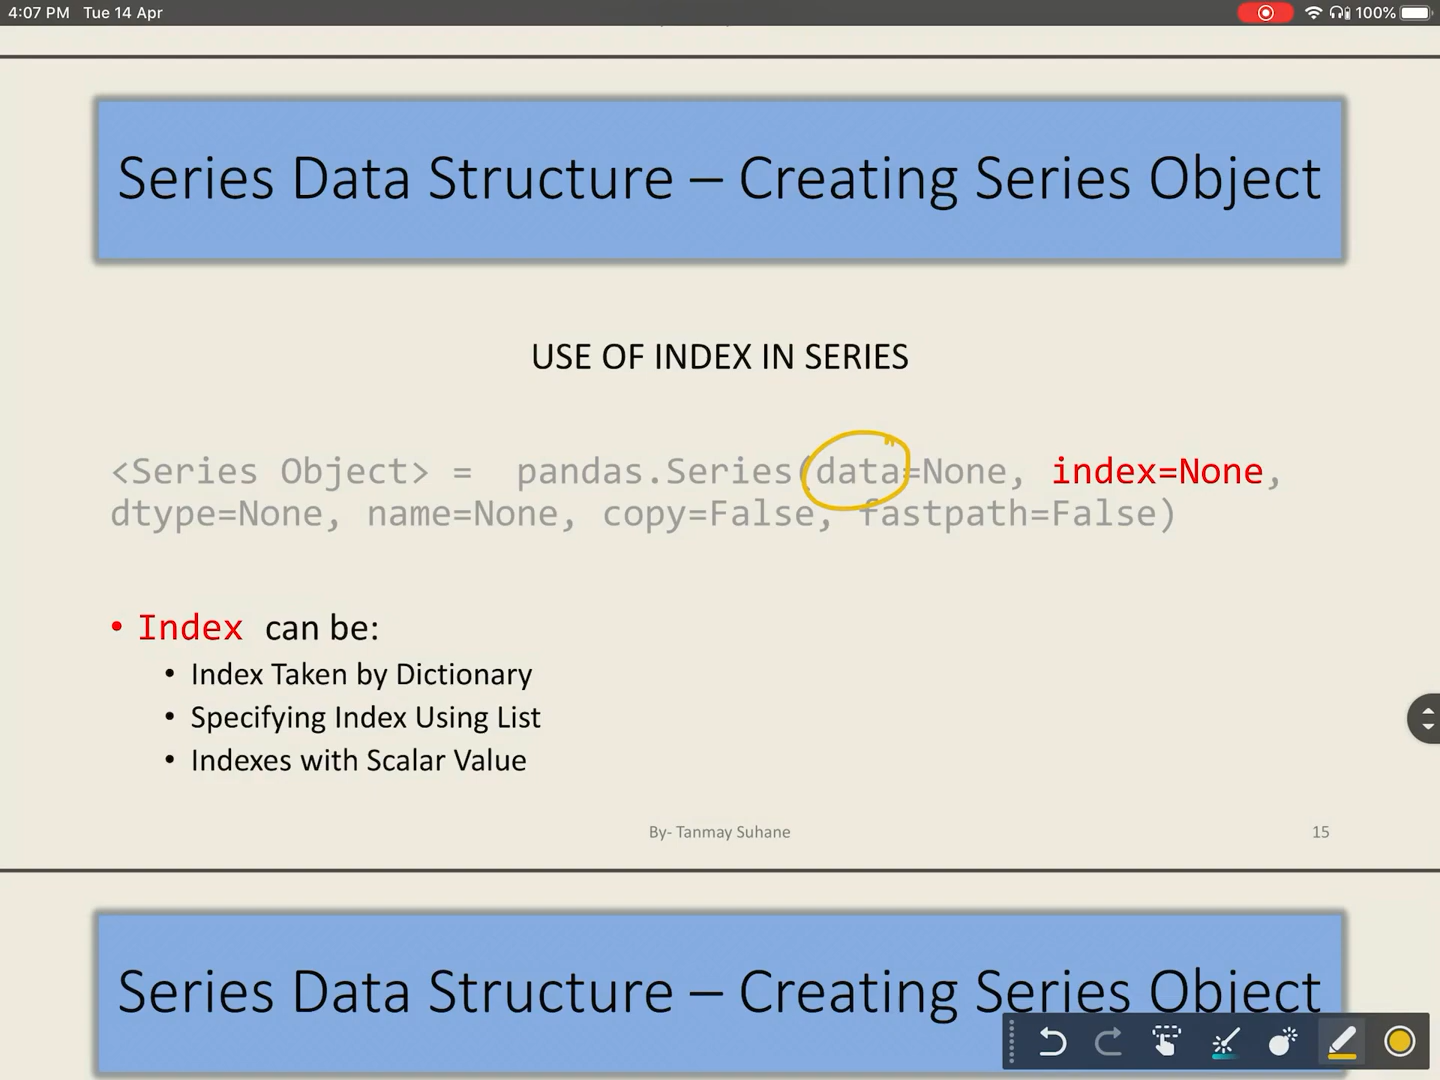 4:07 PM Tue 14 Apr
100%
Series Data Structure – Creating Series Object
USE OF INDEX IN SERIES
<Series Object> = pandas.Series(data=None, index=None,
dtype=None, name=None, copy=False, fastpath=False)
• Index can be:
• Index Taken by Dictionary
• Specifying Index Using List
• Indexes with Scalar Value
By- Tanmay Suhane
15
Series Data Structure – Creating Series Object